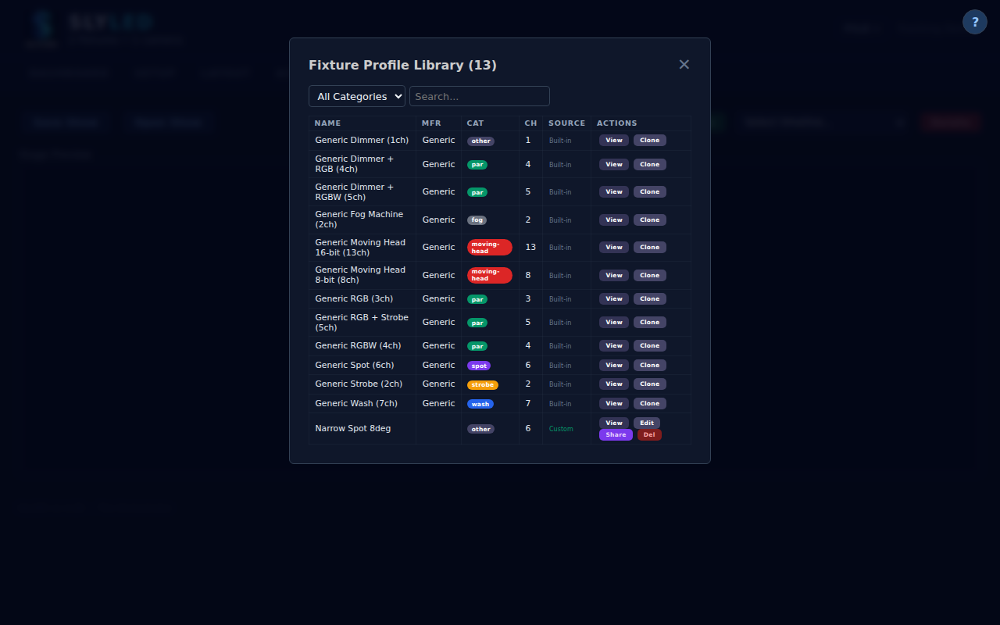 SLYLED
?
Fixture Profile Library (13)
✕
All Categories
Search...
NAME MFR CAT CH SOURCE ACTIONS
Generic Dimmer (1ch) Generic other 1 Built-in View Clone
Generic Dimmer +
RGB (4ch) Generic par 4 Built-in View Clone
Generic Dimmer +
RGBW (5ch) Generic par 5 Built-in View Clone
Generic Fog Machine
(2ch) Generic fog 2 Built-in View Clone
Generic Moving Head
16-bit (13ch) Generic moving-
head 13 Built-in View Clone
Generic Moving Head
8-bit (8ch) Generic moving-
head 8 Built-in View Clone
Generic RGB (3ch) Generic par 3 Built-in View Clone
Generic RGB + Strobe
(5ch) Generic par 5 Built-in View Clone
Generic RGBW (4ch) Generic par 4 Built-in View Clone
Generic Spot (6ch) Generic spot 6 Built-in View Clone
Generic Strobe (2ch) Generic strobe 2 Built-in View Clone
Generic Wash (7ch) Generic wash 7 Built-in View Clone
Narrow Spot 8deg other 6 Custom View Edit
Share Del